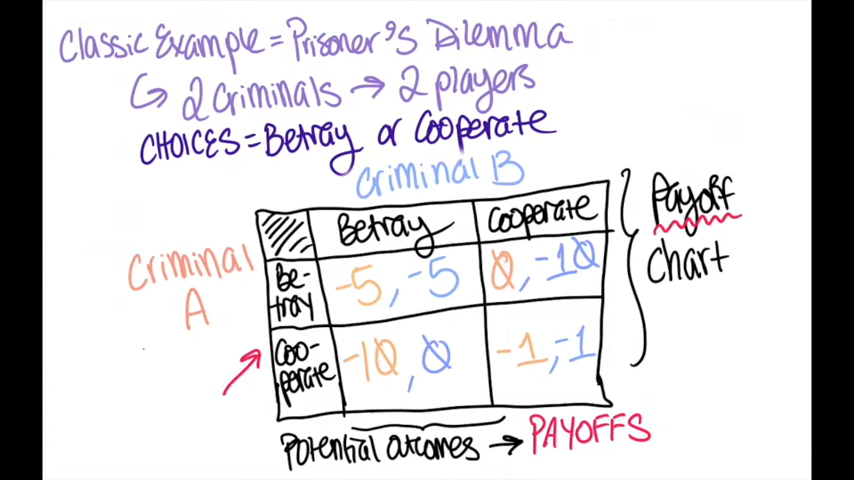 Classic Example = Prisoner's Dilemma
↳ 2 Criminals → 2 players
CHOICES = Betray or Cooperate
Criminal B
Payoff
Chart
Betray Cooperate
Criminal
A
Be-
tray
-5, -5 0, -10
Coo-
perate
-10, 0 -1, -1
Potential outcomes → PAYOFFS